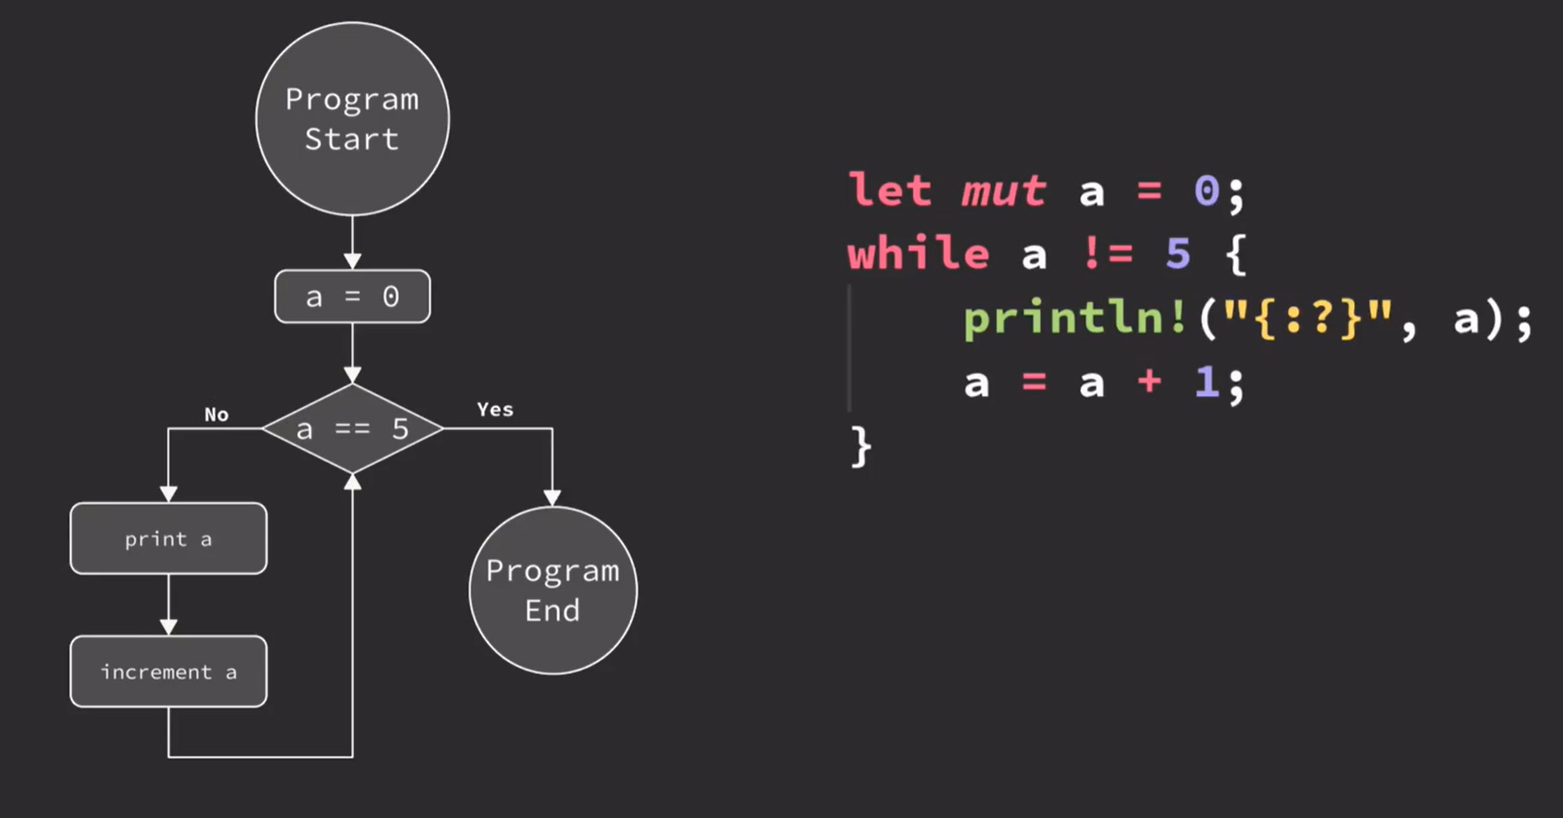 Program
Start
a = 0
a == 5
No
Yes
print a
increment a
Program
End
let mut a = 0;
while a != 5 {
    println!("{:?}", a);
    a = a + 1;
}